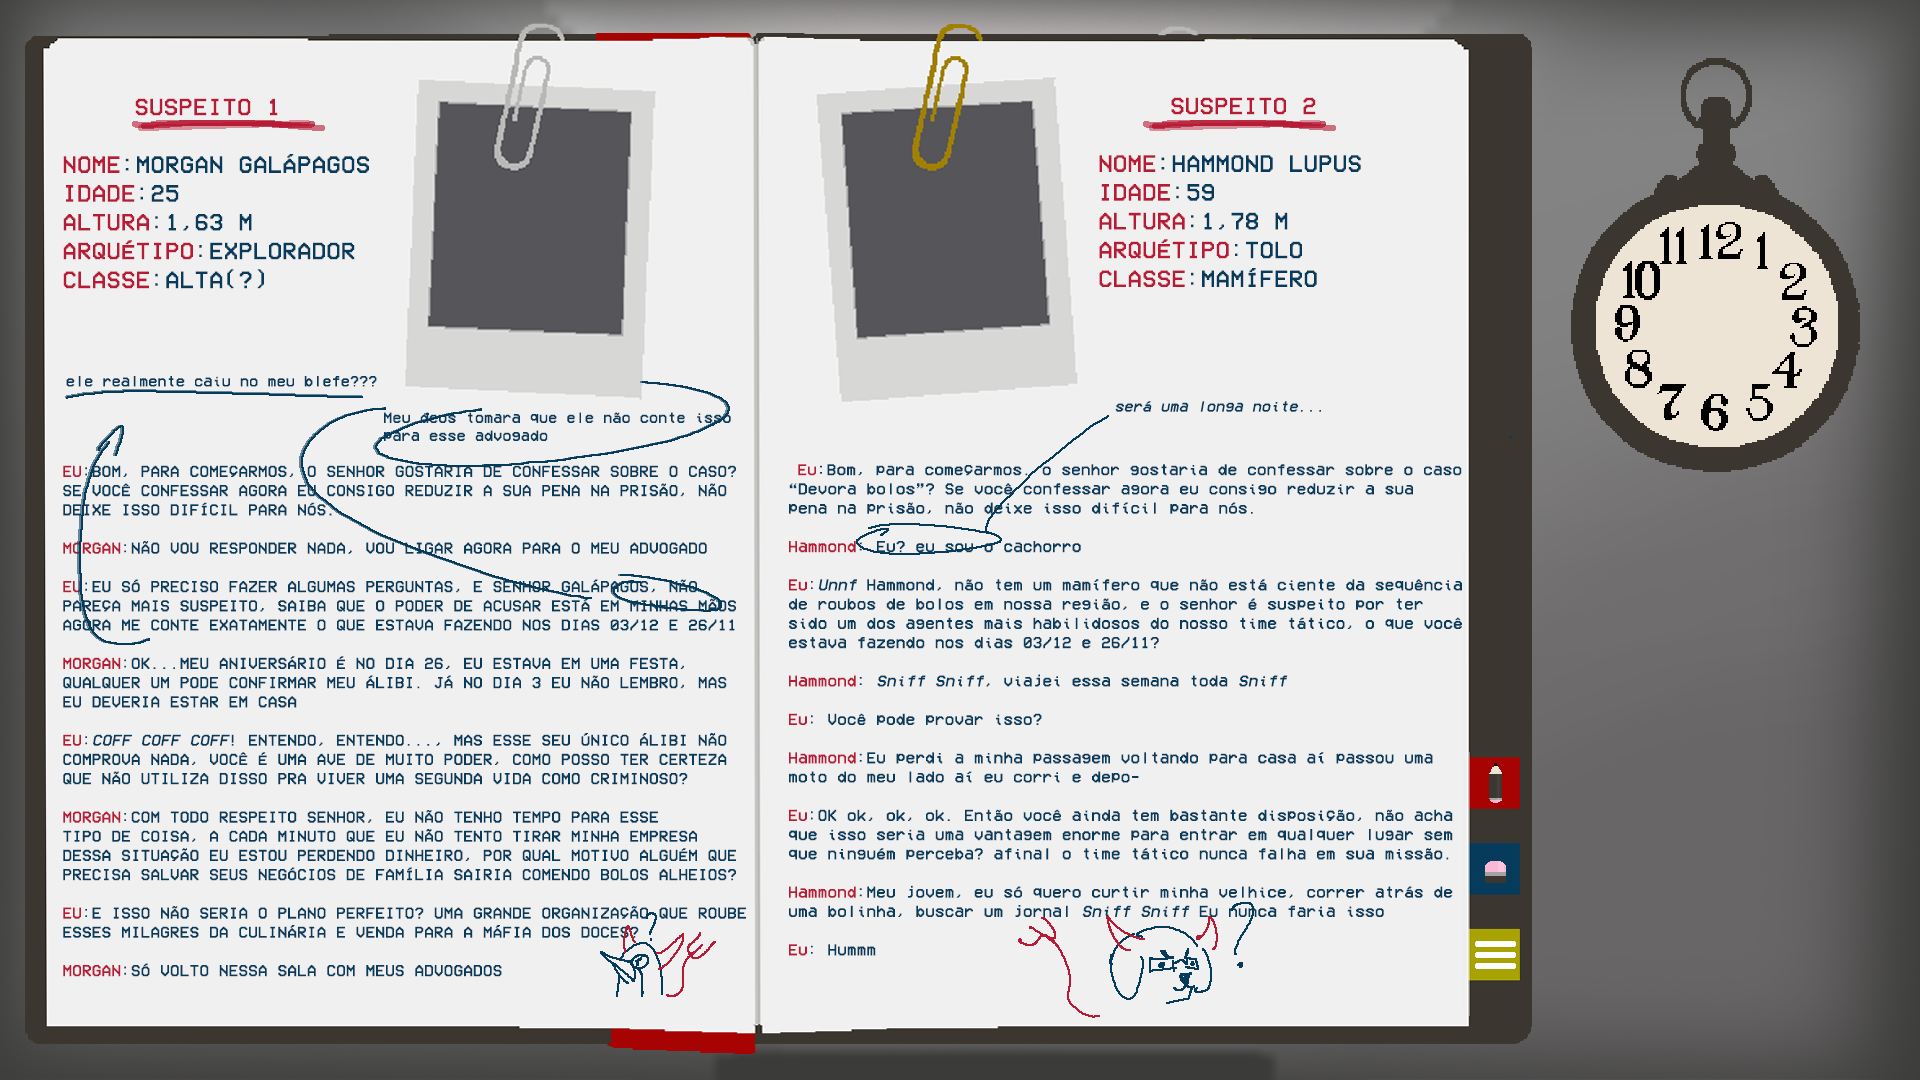 SUSPEITO 1
NOME:MORGAN GALÁPAGOS
IDADE:25
ALTURA:1,63 M
ARQUÉTIPO:EXPLORADOR
CLASSE:ALTA(?)
ele realmente caiu no meu blefe???
Meu deos tomara que ele não conte isso
para esse advogado
EU:BOM, PARA COMEÇARMOS, O SENHOR GOSTARIA DE CONFESSAR SOBRE O CASO?
SE VOCÊ CONFESSAR AGORA EU CONSIGO REDUZIR A SUA PENA NA PRISÃO, NÃO
DEIXE ISSO DIFÍCIL PARA NÓS.
MORGAN:NÃO VOU RESPONDER NADA, VOU LIGAR AGORA PARA O MEU ADVOGADO
EU:EU SÓ PRECISO FAZER ALGUMAS PERGUNTAS, E SENHOR GALÁPAGOS, NÃO
PAREÇA MAIS SUSPEITO, SAIBA QUE O PODER DE ACUSAR ESTÁ EM MINHAS MÃOS
AGORA ME CONTE EXATAMENTE O QUE ESTAVA FAZENDO NOS DIAS 03/12 E 26/11
MORGAN:OK...MEU ANIVERSÁRIO É NO DIA 26, EU ESTAVA EM UMA FESTA,
QUALQUER UM PODE CONFIRMAR MEU ÁLIBI. JÁ NO DIA 3 EU NÃO LEMBRO, MAS
EU DEVERIA ESTAR EM CASA
EU:COFF COFF COFF! ENTENDO, ENTENDO..., MAS ESSE SEU ÚNICO ÁLIBI NÃO
COMPROVA NADA, VOCÊ É UMA AVE DE MUITO PODER, COMO POSSO TER CERTEZA
QUE NÃO UTILIZA DISSO PRA VIVER UMA SEGUNDA VIDA COMO CRIMINOSO?
MORGAN:COM TODO RESPEITO SENHOR, EU NÃO TENHO TEMPO PARA ESSE
TIPO DE COISA, A CADA MINUTO QUE EU NÃO TENTO TIRAR MINHA EMPRESA
DESSA SITUAÇÃO EU ESTOU PERDENDO DINHEIRO, POR QUAL MOTIVO ALGUÉM QUE
PRECISA SALVAR SEUS NEGÓCIOS DE FAMÍLIA SAIRIA COMENDO BOLOS ALHEIOS?
EU:E ISSO NÃO SERIA O PLANO PERFEITO? UMA GRANDE ORGANIZAÇÃO QUE ROUBE
ESSES MILAGRES DA CULINÁRIA E VENDA PARA A MÁFIA DOS DOCES?
MORGAN:SÓ VOLTO NESSA SALA COM MEUS ADVOGADOS
?
SUSPEITO 2
NOME:HAMMOND LUPUS
IDADE:59
ALTURA:1,78 M
ARQUÉTIPO:TOLO
CLASSE:MAMÍFERO
será uma longa noite...
Eu:Bom, para começarmos, o senhor gostaria de confessar sobre o caso
“Devora bolos”? Se você confessar agora eu consigo reduzir a sua
pena na prisão, não deixe isso difícil para nós.
Hammond: Eu? eu sou o cachorro
Eu:Unnf Hammond, não tem um mamífero que não está ciente da sequência
de roubos de bolos em nossa região, e o senhor é suspeito por ter
sido um dos agentes mais habilidosos do nosso time tático, o que você
estava fazendo nos dias 03/12 e 26/11?
Hammond: Sniff Sniff, viajei essa semana toda Sniff
Eu: Você pode provar isso?
Hammond:Eu perdi a minha passagem voltando para casa aí passou uma
moto do meu lado aí eu corri e depo-
Eu:OK ok, ok, ok. Então você ainda tem bastante disposição, não acha
que isso seria uma vantagem enorme para entrar em qualquer lugar sem
que ninguém perceba? afinal o time tático nunca falha em sua missão.
Hammond:Meu jovem, eu só quero curtir minha velhice, correr atrás de
uma bolinha, buscar um jornal Sniff Sniff Eu nunca faria isso
Eu: Hummm
?
12
1
2
3
4
5
6
7
8
9
10
11